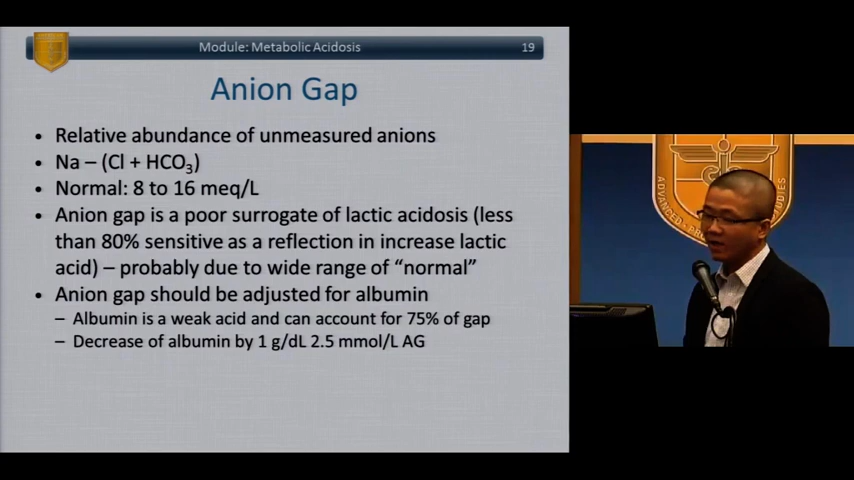 Module: Metabolic Acidosis 19
Anion Gap
• Relative abundance of unmeasured anions
• Na – (Cl + HCO₃)
• Normal: 8 to 16 meq/L
• Anion gap is a poor surrogate of lactic acidosis (less
than 80% sensitive as a reflection in increase lactic
acid) – probably due to wide range of “normal”
• Anion gap should be adjusted for albumin
– Albumin is a weak acid and can account for 75% of gap
– Decrease of albumin by 1 g/dL 2.5 mmol/L AG
ADVANCED